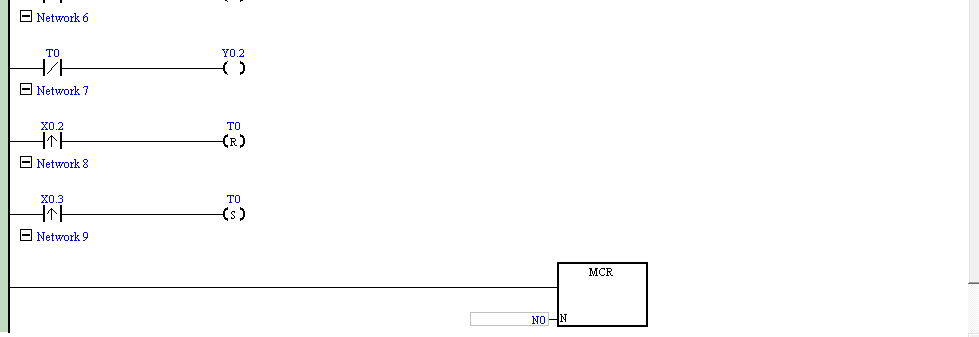 Network 6
T0 Y0.2
Network 7
X0.2 T0
R
Network 8
X0.3 T0
S
Network 9
MCR
N0 N